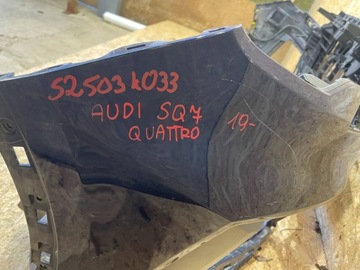 52503k033
AUDI SQ7
QUATTRO
19-